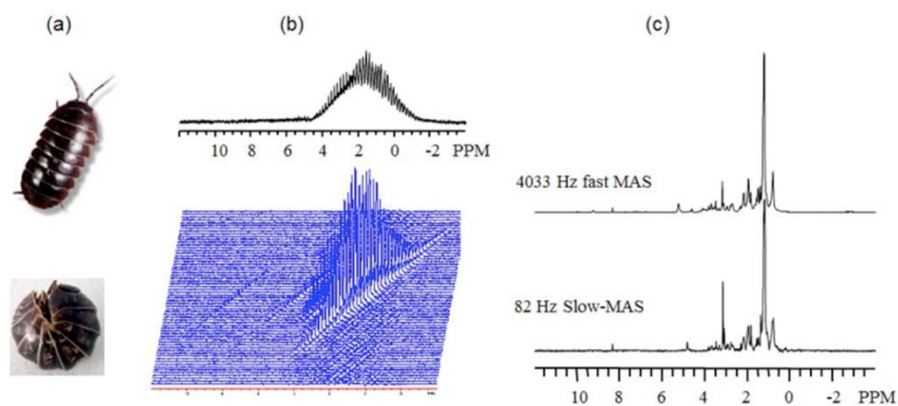 (a)
(b)
(c)
10 8 6 4 2 0 -2 PPM
4033 Hz fast MAS
82 Hz Slow-MAS
10 8 6 4 2 0 -2 PPM